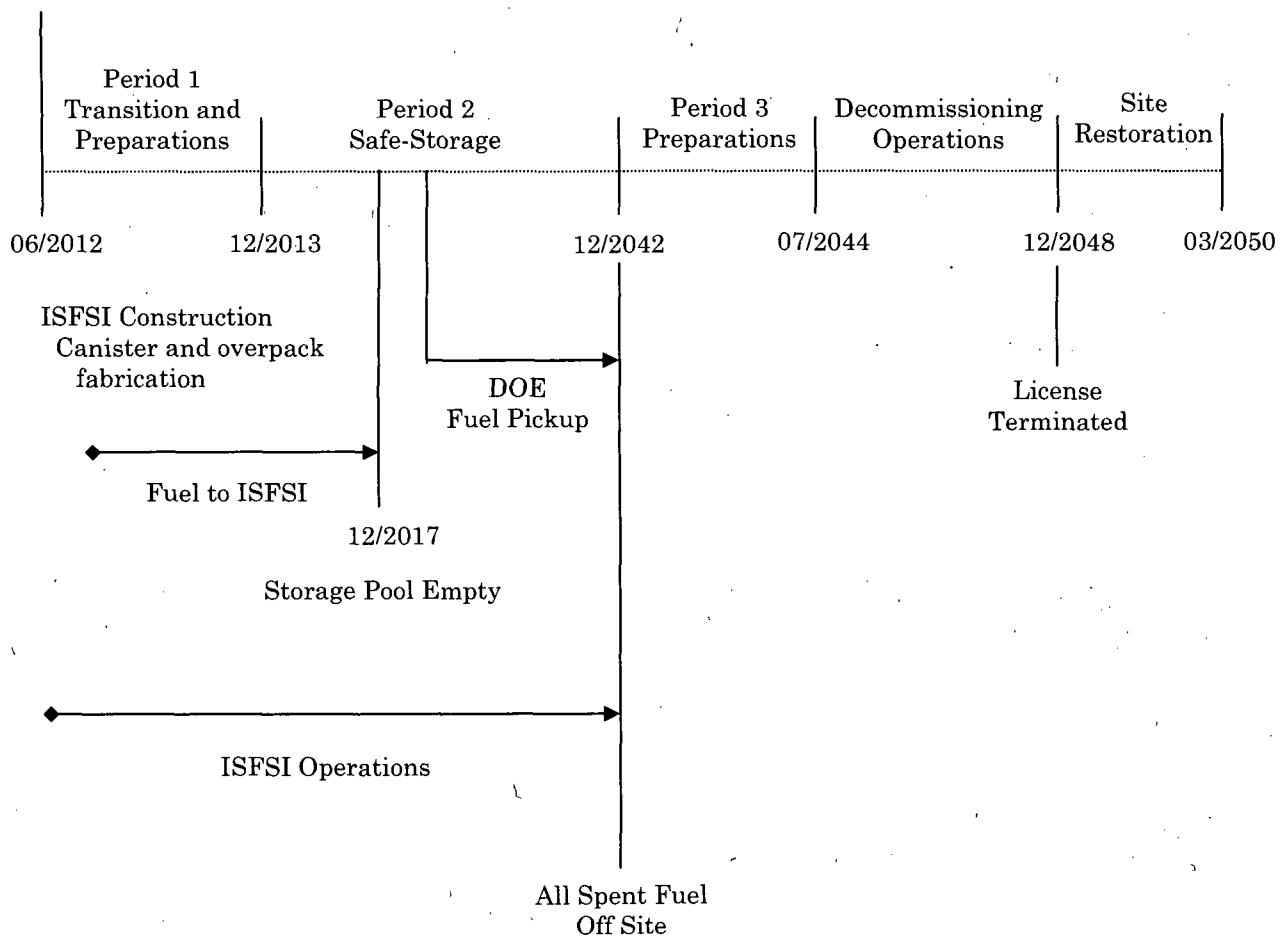 Period 1
Transition and
Preparations
Period 2
Safe-Storage
Period 3
Preparations
Decommissioning
Operations
Site
Restoration
06/2012
12/2013
12/2042
07/2044
12/2048
03/2050
ISFSI Construction
Canister and overpack
fabrication
DOE
Fuel Pickup
License
Terminated
Fuel to ISFSI
12/2017
Storage Pool Empty
ISFSI Operations
All Spent Fuel
Off Site